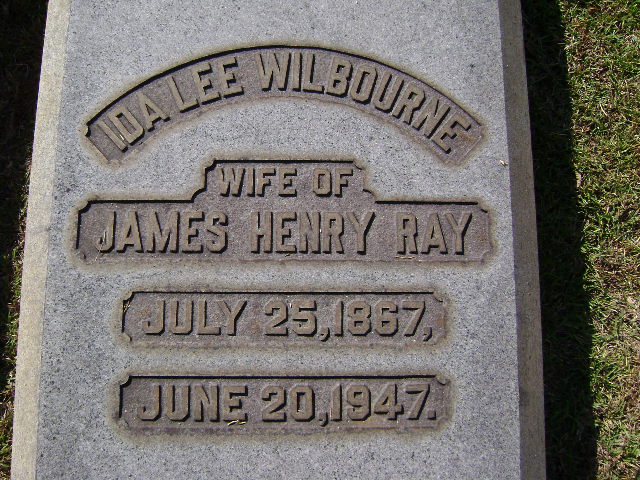 IDA LEE WILBOURNE
WIFE OF
JAMES HENRY RAY
JULY 25, 1867,
JUNE 20, 1947.